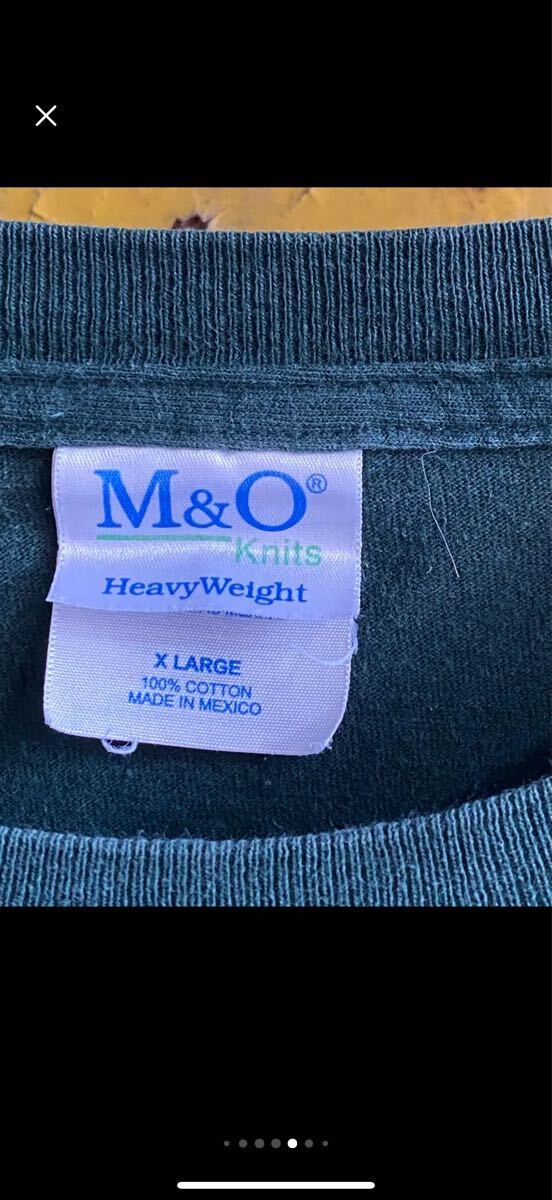 M&O®
Knits
HeavyWeight
X LARGE
100% COTTON
MADE IN MEXICO